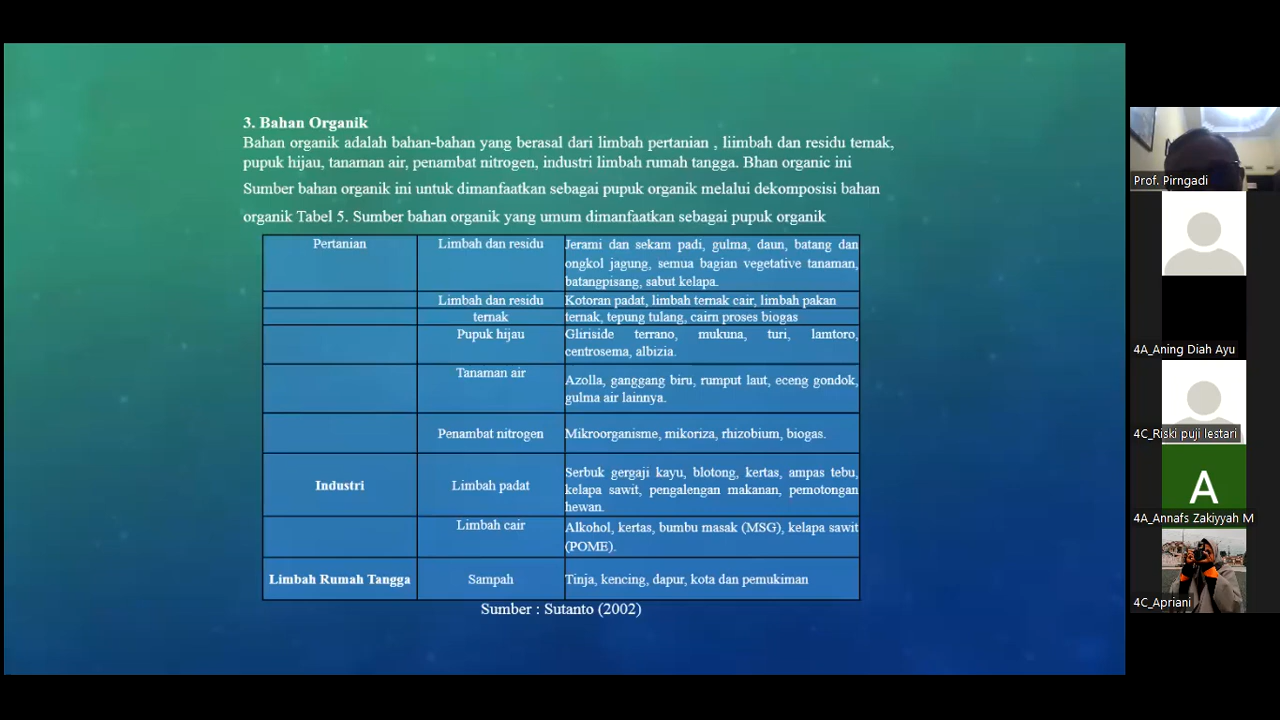 3. Bahan Organik
Bahan organik adalah bahan-bahan yang berasal dari limbah pertanian , liimbah dan residu temak,
pupuk hijau, tanaman air, penambat nitrogen, industri limbah rumah tangga. Bhan organic ini
Sumber bahan organik ini untuk dimanfaatkan sebagai pupuk organik melalui dekomposisi bahan
organik Tabel 5. Sumber bahan organik yang umum dimanfaatkan sebagai pupuk organik
Pertanian Limbah dan residu Jerami dan sekam padi, gulma, daun, batang dan
ongkol jagung, semua bagian vegetative tanaman,
batangpisang, sabut kelapa.
Limbah dan residu Kotoran padat, limbah ternak cair, limbah pakan
ternak ternak, tepung tulang, cairn proses biogas
Pupuk hijau Gliriside terrano, mukuna, turi, lamtoro,
centrosema, albizia.
Tanaman air Azolla, ganggang biru, rumput laut, eceng gondok,
gulma air lainnya.
Penambat nitrogen Mikroorganisme, mikoriza, rhizobium, biogas.
Industri Limbah padat Serbuk gergaji kayu, blotong, kertas, ampas tebu,
kelapa sawit, pengalengan makanan, pemotongan
hewan.
Limbah cair Alkohol, kertas, bumbu masak (MSG), kelapa sawit
(POME).
Limbah Rumah Tangga Sampah Tinja, kencing, dapur, kota dan pemukiman
Sumber : Sutanto (2002)
Prof. Pirngadi
4A_Aning Diah Ayu
4C_Riski puji lestari
A
4A_Annafs Zakiyyah M
4C_Apriani